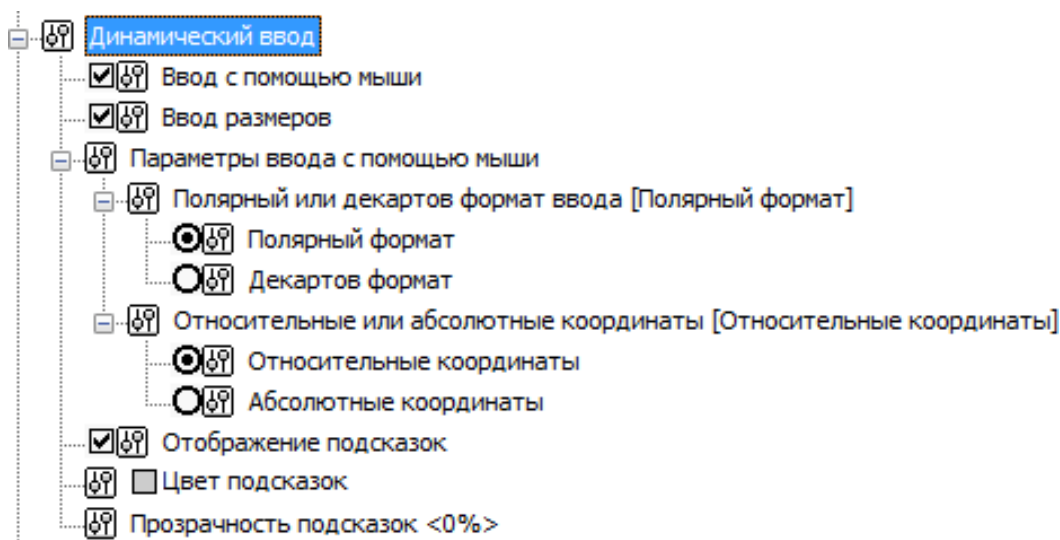 Динамический ввод
Ввод с помощью мыши
Ввод размеров
Параметры ввода с помощью мыши
Полярный или декартов формат ввода [Полярный формат]
Полярный формат
Декартов формат
Относительные или абсолютные координаты [Относительные координаты]
Относительные координаты
Абсолютные координаты
Отображение подсказок
Цвет подсказок
Прозрачность подсказок <0%>